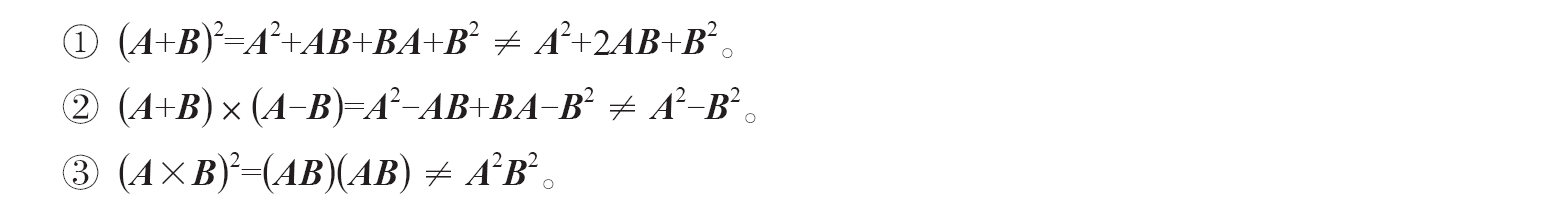 ① (A+B)²=A²+AB+BA+B² ≠ A²+2AB+B²。
② (A+B)×(A−B)=A²−AB+BA−B² ≠ A²−B²。
③ (A×B)²=(AB)(AB) ≠ A²B²。